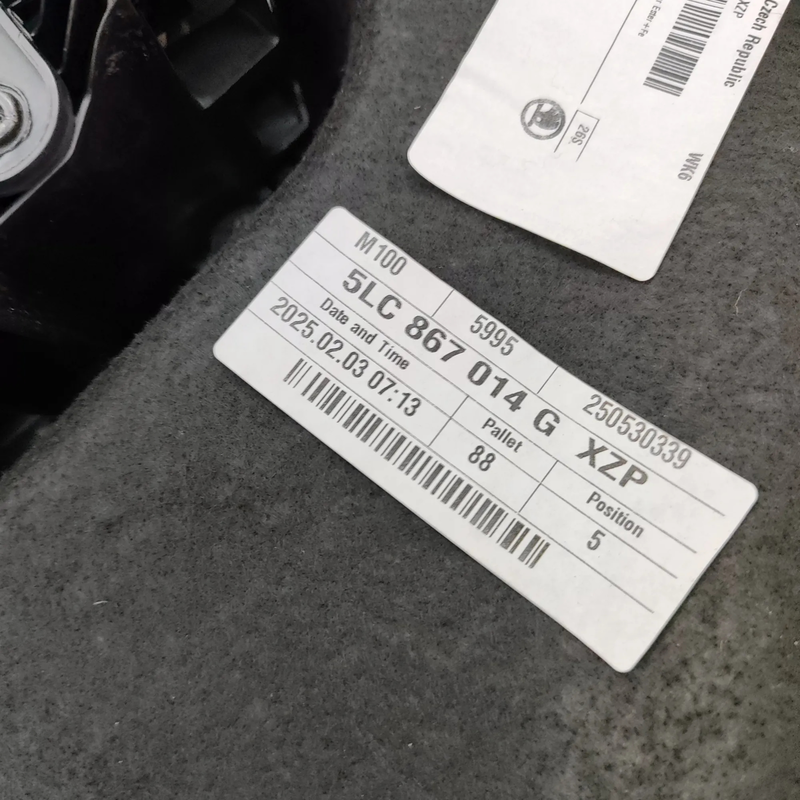 Czech Republic
XZP
26S
WK6
M100
5995
250530339
5LC 867 014 G XZP
Date and Time
2025.02.03 07:13
Pallet
88
Position
5